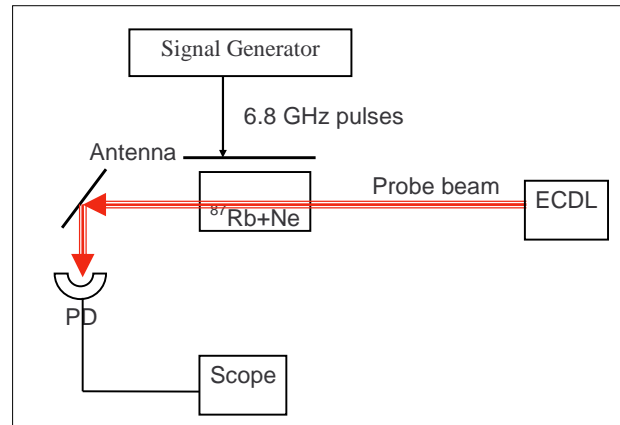 Signal Generator
6.8 GHz pulses
Antenna
Probe beam
ECDL
⁸⁷Rb+Ne
PD
Scope